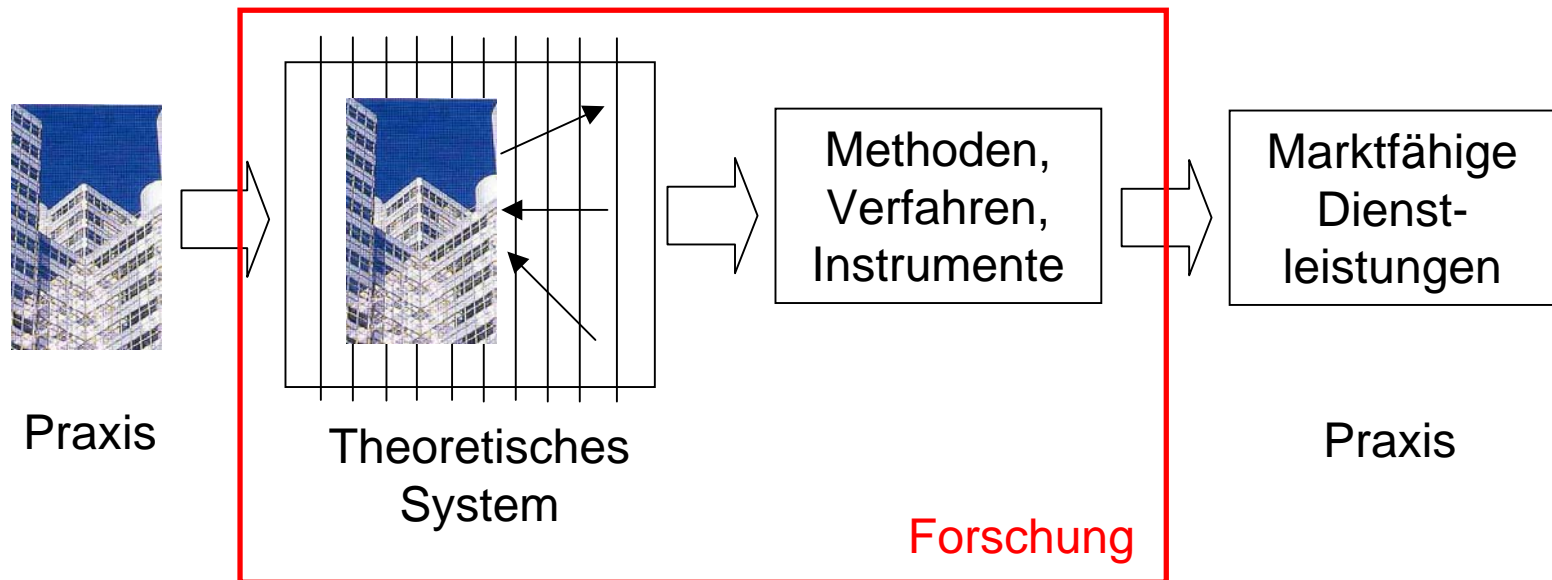 Praxis
Theoretisches
System
Methoden,
Verfahren,
Instrumente
Forschung
Marktfähige
Dienst-
leistungen
Praxis